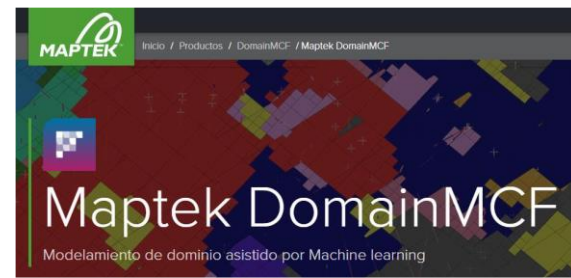 MAPTEK
Inicio / Productos / DomainMCF / Maptek DomainMCF
Maptek DomainMCF
Modelamiento de dominio asistido por Machine learning